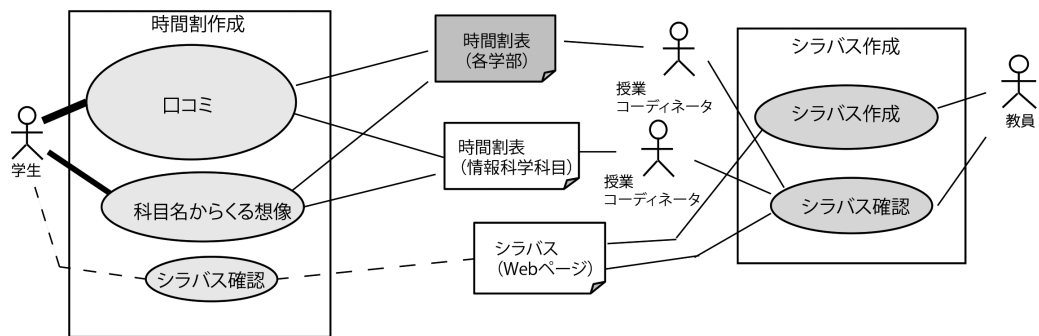 時間割作成
口コミ
学生
科目名からくる想像
シラバス確認
時間割表
（各学部）
時間割表
（情報科学科目）
シラバス
（Webページ）
授業
コーディネータ
授業
コーディネータ
シラバス作成
シラバス作成
シラバス確認
教員